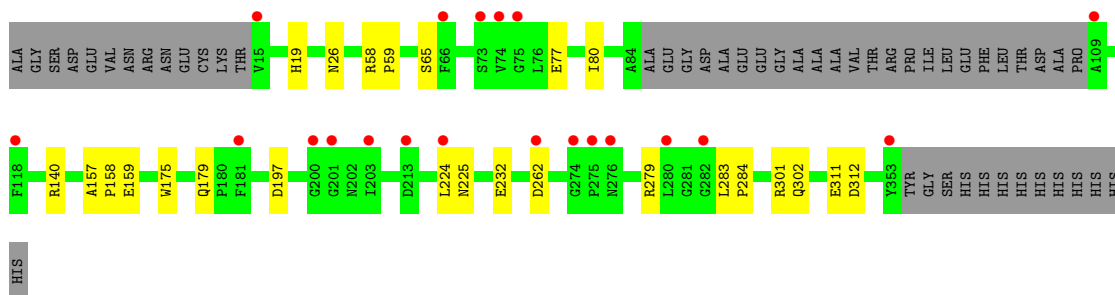 ALA GLY SER ASP GLU VAL ASN ARG ASN GLU CYS LYS THR V15 H19 N26 R58 P59 S65 F66 S73 V74 G75 L76 E77 I80 A84 ALA GLU GLY ASP ALA GLU GLU GLY ALA ALA ALA VAL THR ARG PRO ILE LEU GLU PHE LEU THR ASP ALA PRO A109
F118 R140 A157 P158 E159 W175 Q179 P180 F181 D197 G200 G201 N202 I203 D213 L224 N225 E232 D262 G274 P275 N276 R279 L280 G281 G282 L283 P284 R301 Q302 E311 D312 Y353 TYR GLY SER HIS HIS HIS HIS HIS HIS HIS HIS HIS
HIS